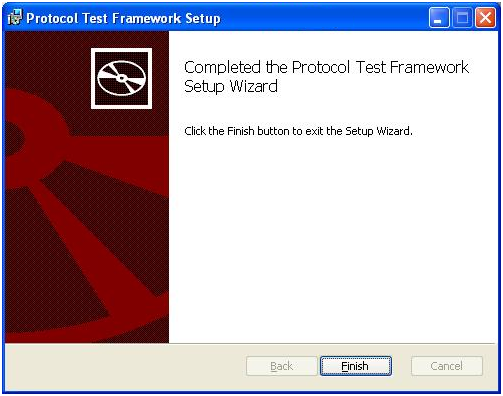 Protocol Test Framework Setup
Completed the Protocol Test Framework
Setup Wizard
Click the Finish button to exit the Setup Wizard.
Back
Finish
Cancel